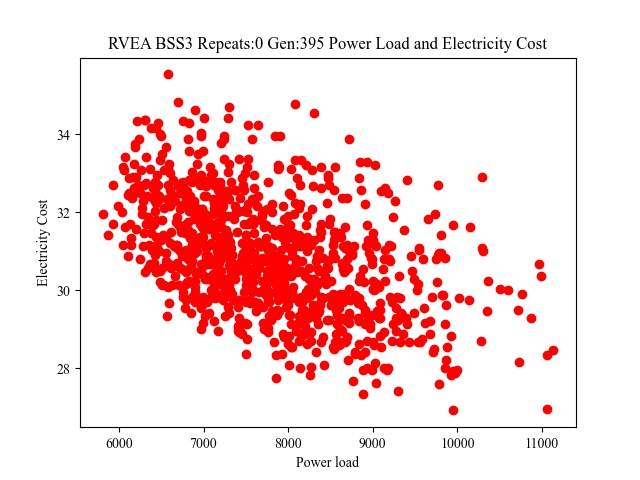 RVEA BSS3 Repeats:0 Gen:395 Power Load and Electricity Cost
34
32
30
28
Electricity Cost
6000 7000 8000 9000 10000 11000
Power load